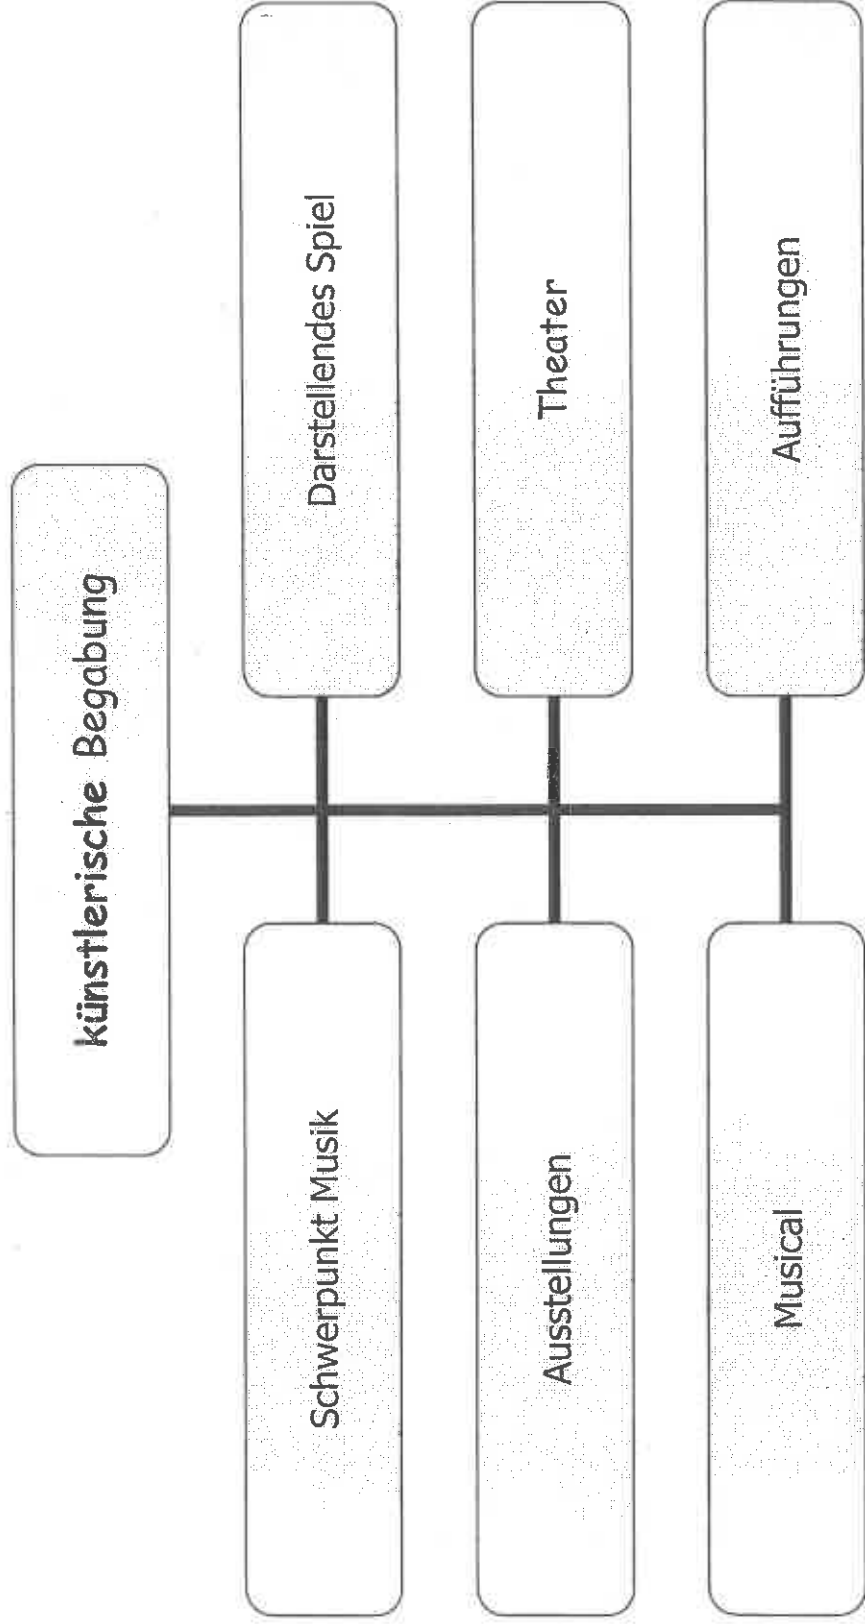 künstlerische Begabung
Schwerpunkt Musik
Darstellendes Spiel
Ausstellungen
Theater
Musical
Aufführungen